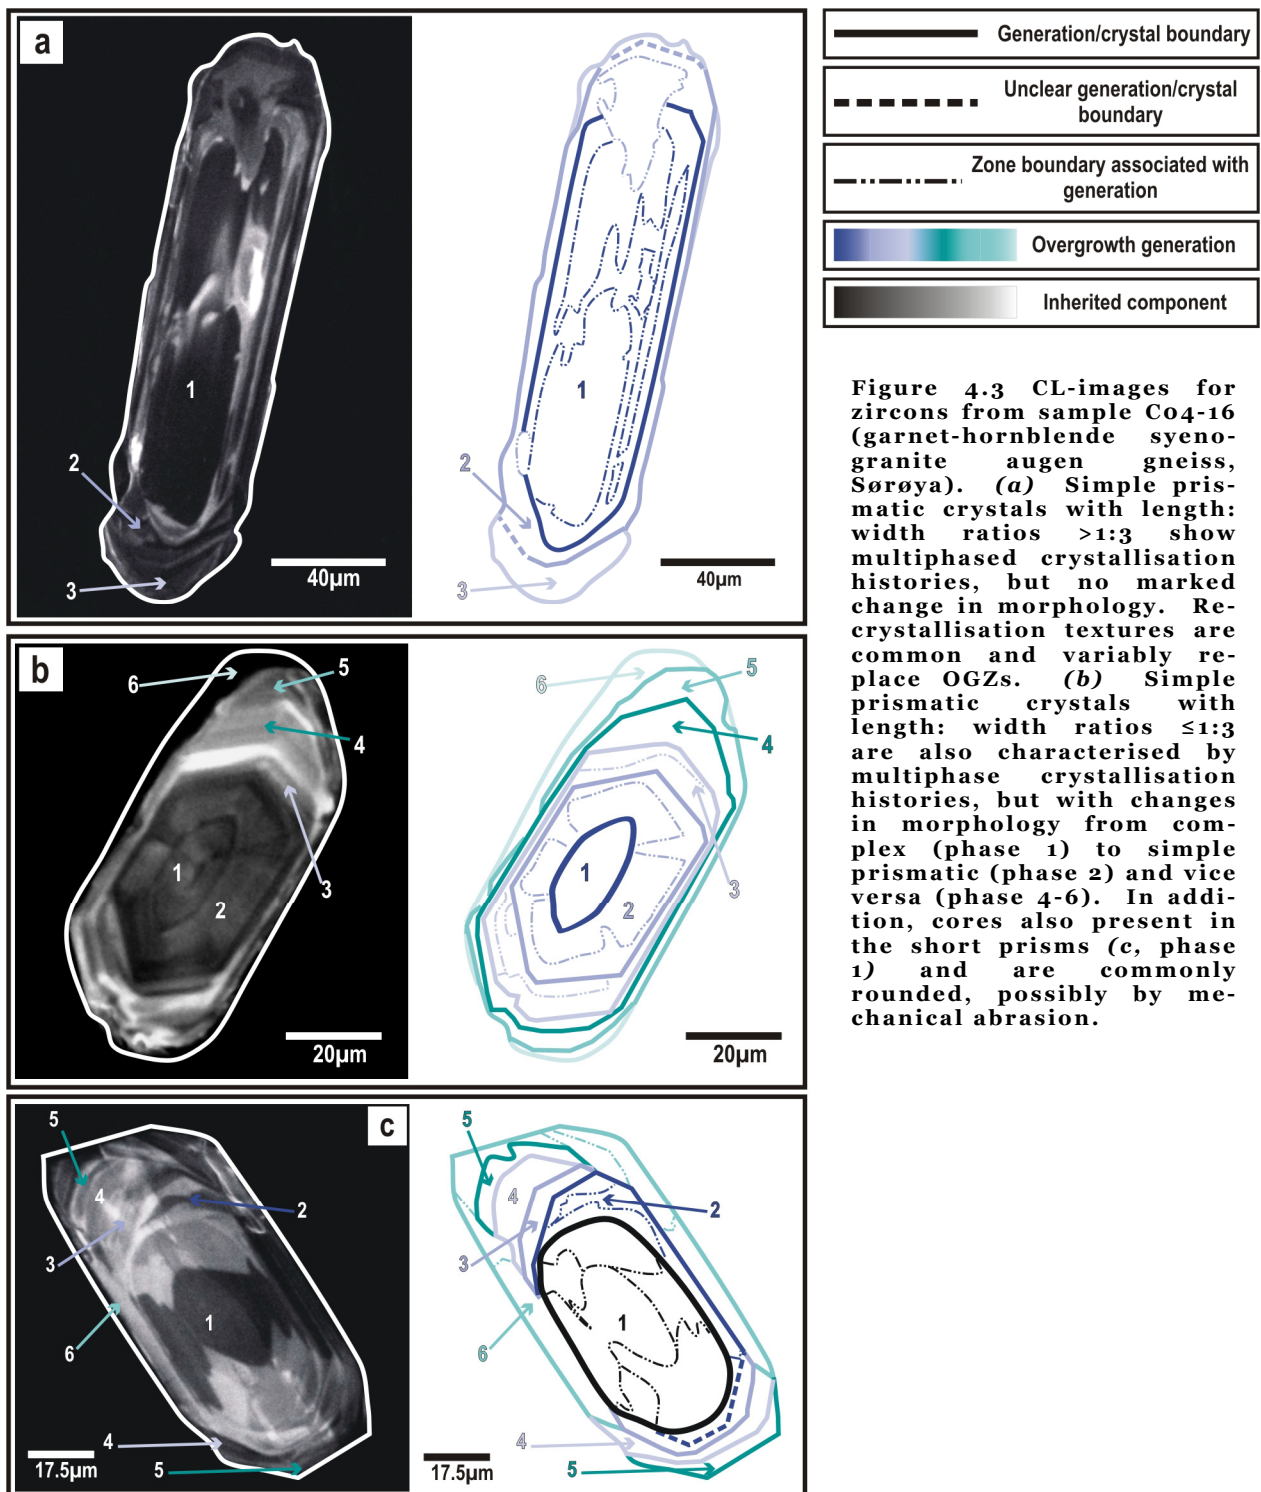 a
1
2
3
40µm
1
2
3
40µm
b
6
5
4
3
1
2
20µm
6
5
4
3
1
2
20µm
c
5
4
2
3
1
6
4
5
17.5µm
5
4
2
3
1
6
4
5
17.5µm
Generation/crystal boundary
Unclear generation/crystal
boundary
Zone boundary associated with
generation
Overgrowth generation
Inherited component
Figure 4.3 CL-images for
zircons from sample C04-16
(garnet-hornblende syeno-
granite augen gneiss,
Sørøya). (a) Simple pris-
matic crystals with length:
width ratios >1:3 show
multiphased crystallisation
histories, but no marked
change in morphology. Re-
crystallisation textures are
common and variably re-
place OGZs. (b) Simple
prismatic crystals with
length: width ratios ≤1:3
are also characterised by
multiphase crystallisation
histories, but with changes
in morphology from com-
plex (phase 1) to simple
prismatic (phase 2) and vice
versa (phase 4-6). In addi-
tion, cores also present in
the short prisms (c, phase
1) and are commonly
rounded, possibly by me-
chanical abrasion.